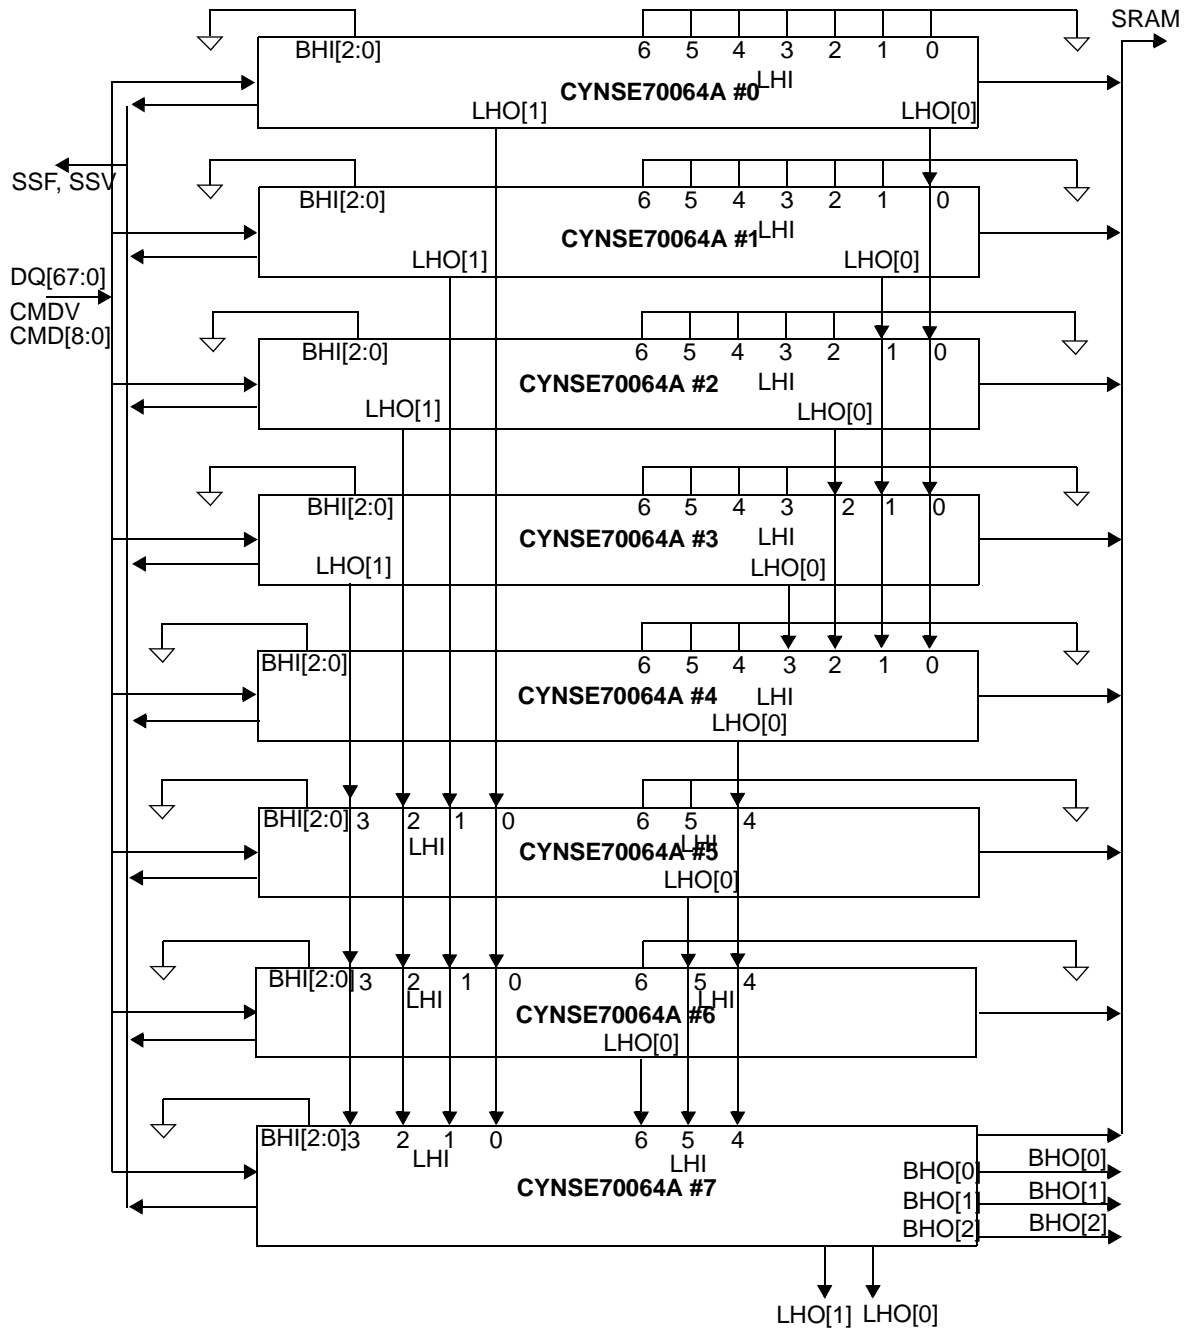 SRAM
BHI[2:0]
6 5 4 3 2 1 0
LHI
CYNSE70064A #0
LHO[1]
LHO[0]
SSF, SSV
BHI[2:0]
6 5 4 3 2 1 0
LHI
CYNSE70064A #1
LHO[1]
LHO[0]
DQ[67:0]
CMDV
CMD[8:0]
BHI[2:0]
6 5 4 3 2 1 0
CYNSE70064A #2
LHI
LHO[1]
LHO[0]
BHI[2:0]
6 5 4 3 2 1 0
CYNSE70064A #3
LHI
LHO[1]
LHO[0]
BHI[2:0]
6 5 4 3 2 1 0
CYNSE70064A #4
LHI
LHO[0]
BHI[2:0] 3 2 1 0 6 5 4
LHI
LHI
CYNSE70064A #5
LHO[0]
BHI[2:0] 3 2 1 0 6 5 4
LHI
LHI
CYNSE70064A #6
LHO[0]
BHI[2:0] 3 2 1 0 6 5 4
LHI
LHI
CYNSE70064A #7
BHO[0]
BHO[0]
BHO[1]
BHO[1]
BHO[2]
BHO[2]
LHO[1]
LHO[0]